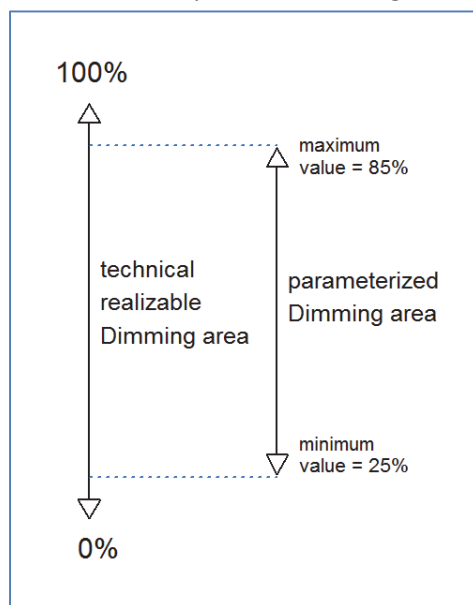 100%
maximum
value = 85%
technical
realizable
Dimming area
parameterized
Dimming area
minimum
value = 25%
0%